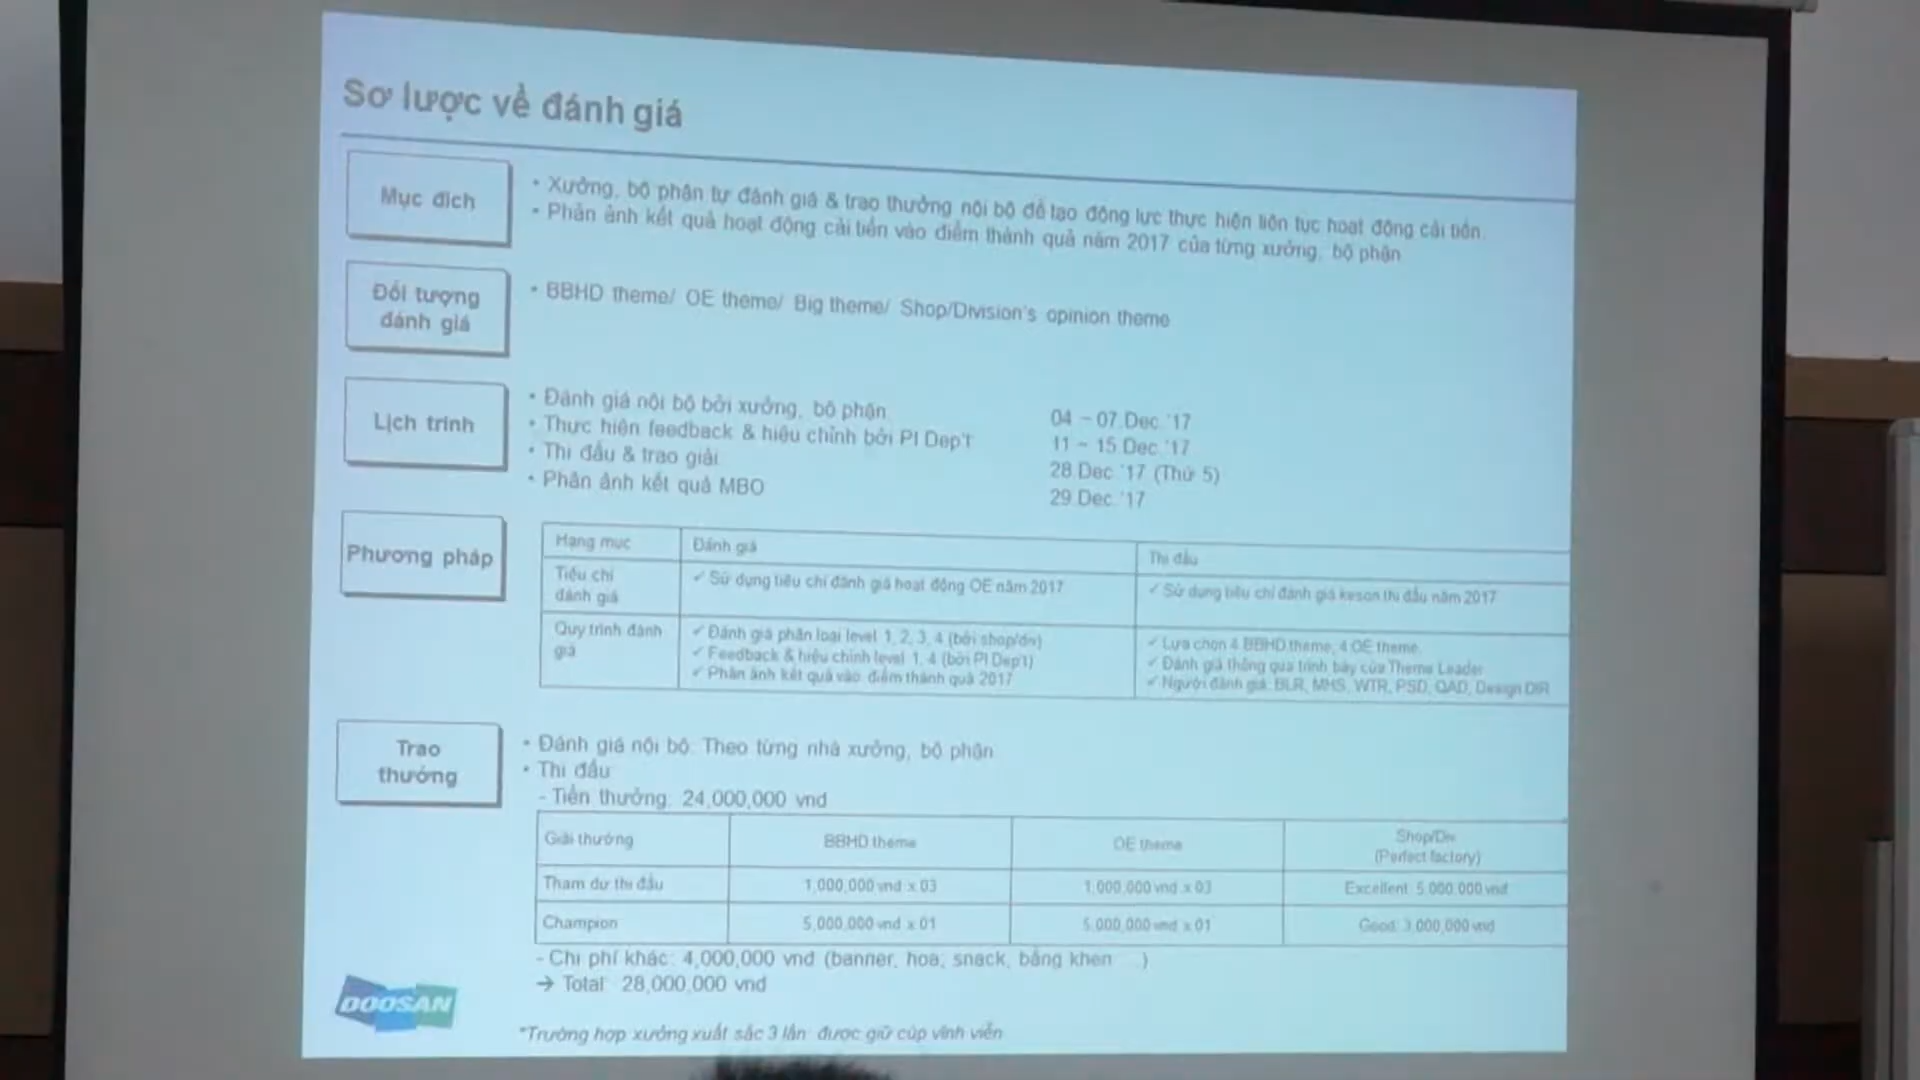 Sơ lược về đánh giá
Mục đích
• Xưởng, bộ phận tự đánh giá & trao thưởng nội bộ để tạo động lực thực hiện liên tục hoạt động cải tiến.
• Phản ánh kết quả hoạt động cải tiến vào điểm thành quả năm 2017 của từng xưởng, bộ phận
Đối tượng
đánh giá
• BBHD theme/ OE theme/ Big theme/ Shop/Division's opinion theme
Lịch trình
• Đánh giá nội bộ bởi xưởng, bộ phận 04 ~ 07.Dec.'17
• Thực hiện feedback & hiệu chỉnh bởi PI Dep't 11 ~ 15.Dec.'17
• Thi đấu & trao giải 28.Dec.'17 (Thứ 5)
• Phản ánh kết quả MBO 29.Dec.'17
Phương pháp
Hạng mục Đánh giá Thi đấu
Tiêu chí
đánh giá
✓ Sử dụng tiêu chí đánh giá hoạt động OE năm 2017
✓ Sử dụng tiêu chí đánh giá keson thi đấu năm 2017
Quy trình đánh
giá
✓ Đánh giá phân loại level 1, 2, 3, 4 (bởi shop/div)
✓ Feedback & hiệu chỉnh level 1, 4 (bởi PI Dep't)
✓ Phản ánh kết quả vào điểm thành quả 2017
✓ Lựa chọn 4 BBHD theme, 4 OE theme.
✓ Đánh giá thông qua trình bày của Theme Leader
✓ Người đánh giá: BLR, MHS, WTR, PSD, QAD, Design DIR
Trao
thưởng
• Đánh giá nội bộ: Theo từng nhà xưởng, bộ phận
• Thi đấu
- Tiền thưởng: 24,000,000 vnd
Giải thưởng BBHD theme OE theme Shop/Div.
(Perfect factory)
Tham dự thi đấu 1,000,000 vnd x 03 1,000,000 vnd x 03 Excellent: 5,000,000 vnd
Champion 5,000,000 vnd x 01 5,000,000 vnd x 01 Good: 3,000,000 vnd
- Chi phí khác: 4,000,000 vnd (banner, hoa, snack, bằng khen ...)
→ Total: 28,000,000 vnd
DOOSAN
*Trường hợp xưởng xuất sắc 3 lần: được giữ cúp vĩnh viễn